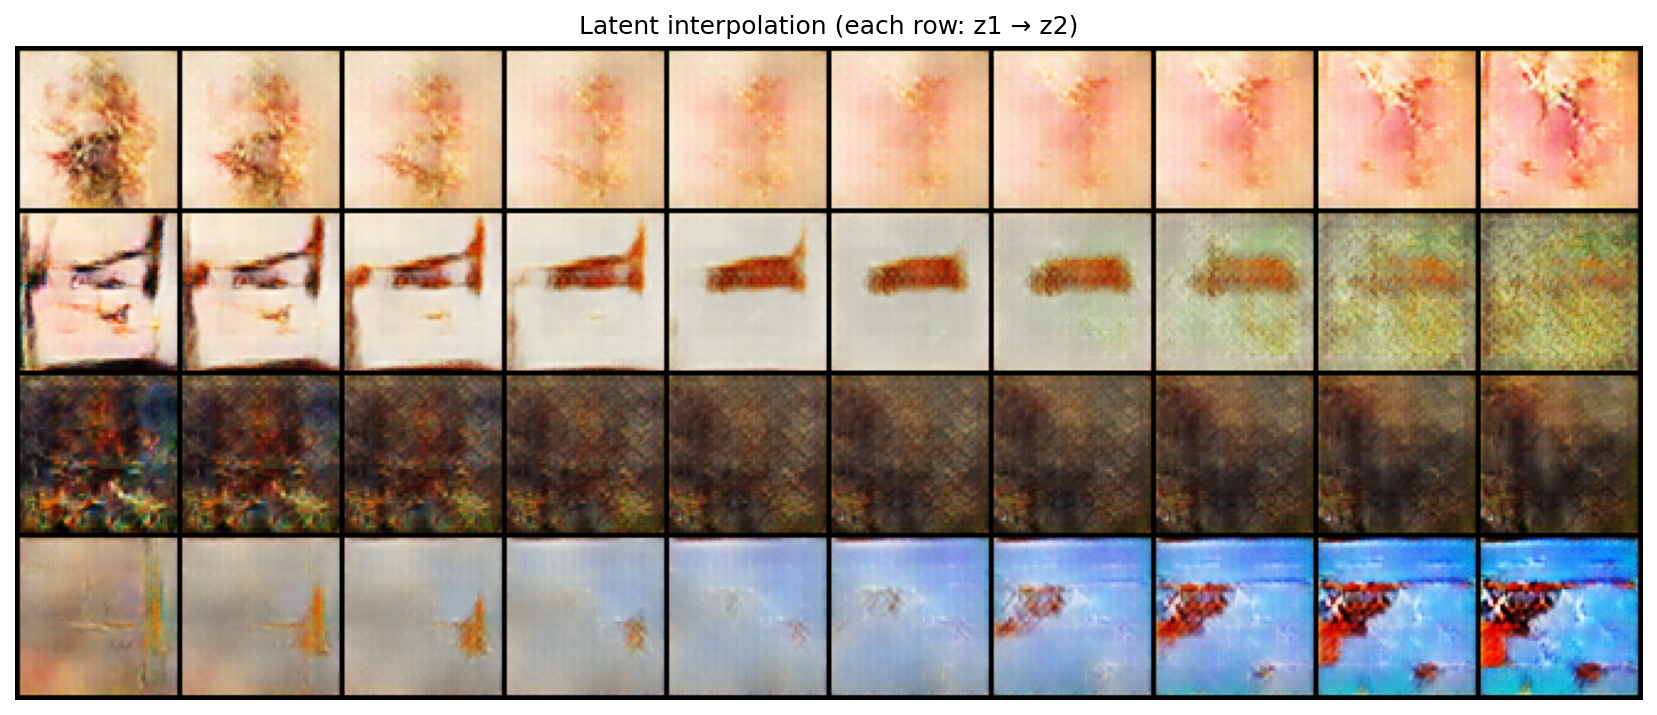 Latent interpolation (each row: z1 → z2)